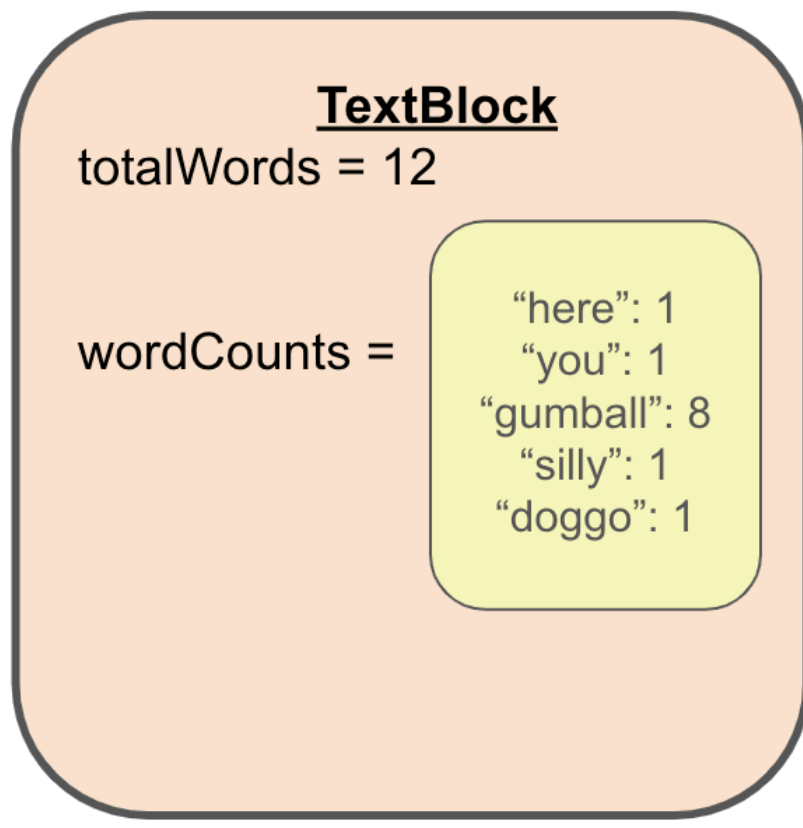 TextBlock
totalWords = 12
wordCounts =
“here”: 1
“you”: 1
“gumball”: 8
“silly”: 1
“doggo”: 1